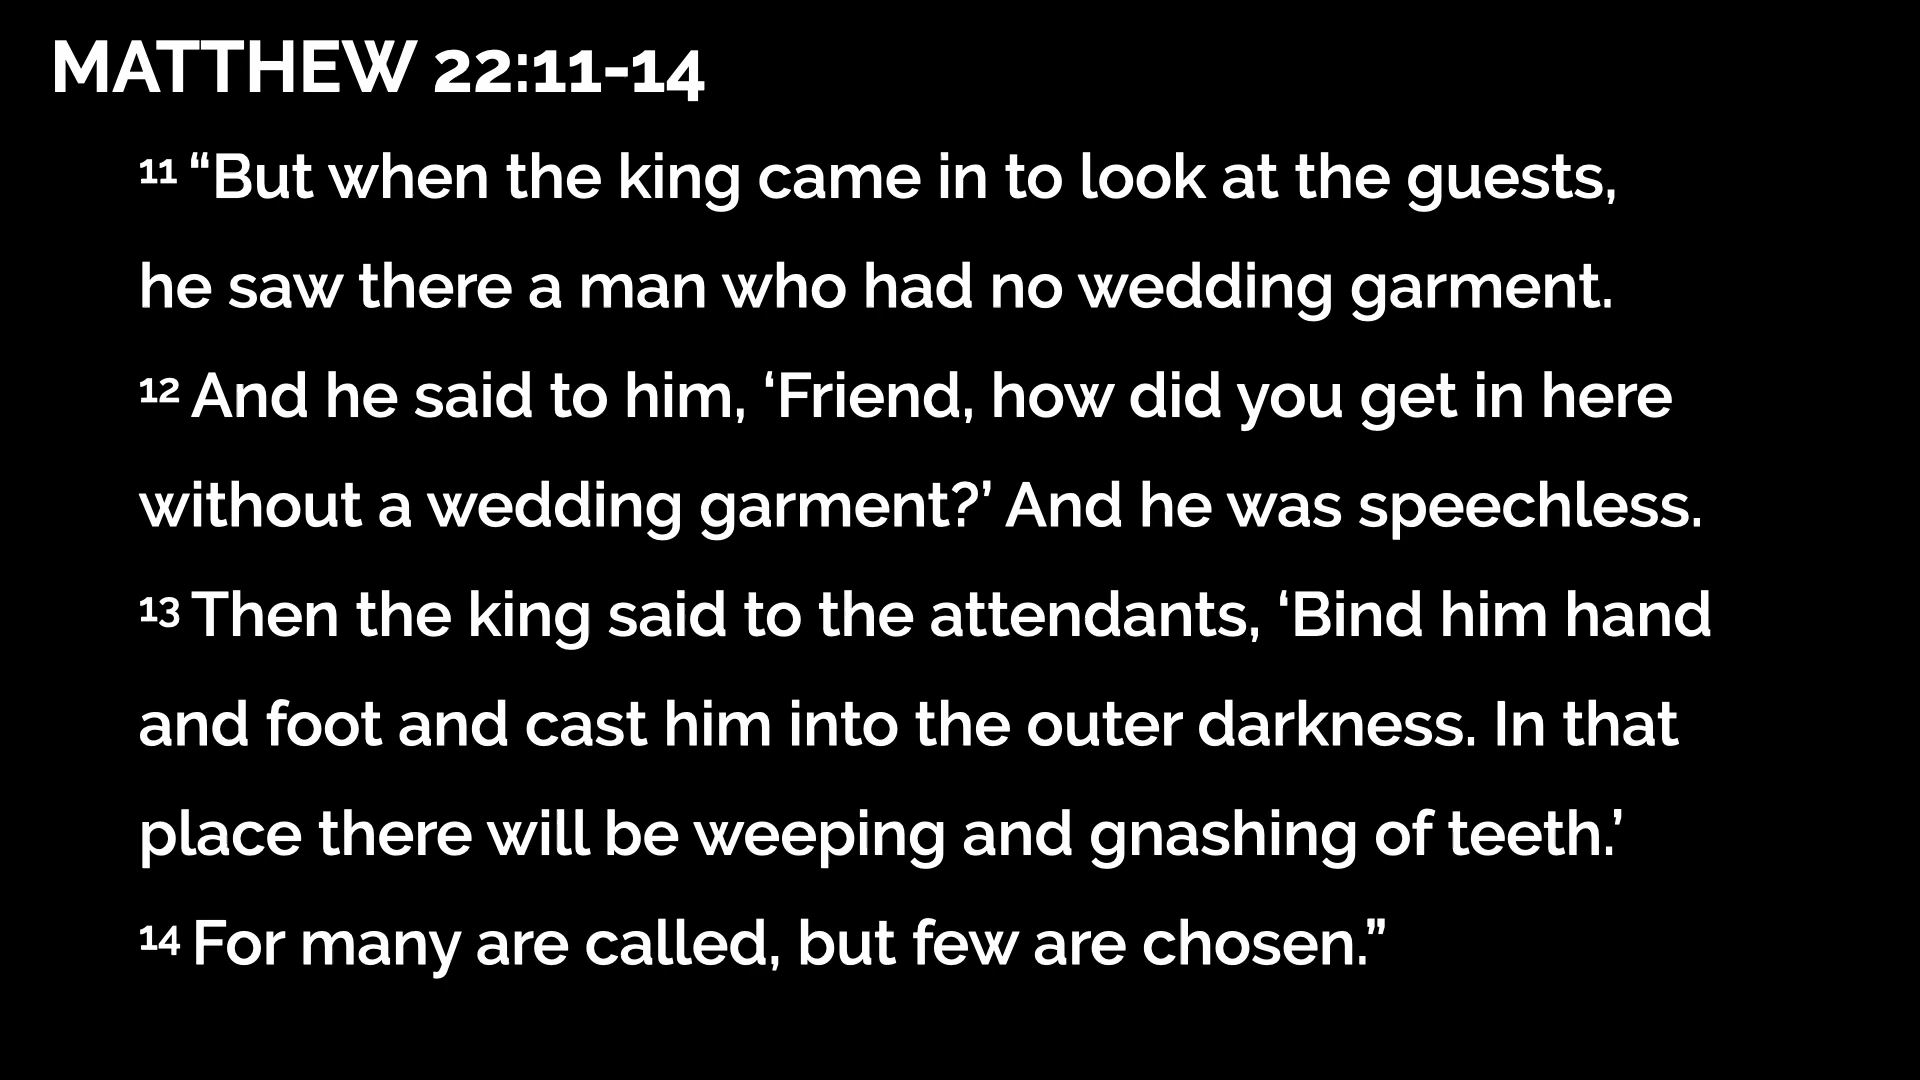 MATTHEW 22:11-14
11 “But when the king came in to look at the guests,
he saw there a man who had no wedding garment.
12 And he said to him, ‘Friend, how did you get in here
without a wedding garment?’ And he was speechless.
13 Then the king said to the attendants, ‘Bind him hand
and foot and cast him into the outer darkness. In that
place there will be weeping and gnashing of teeth.’
14 For many are called, but few are chosen.”